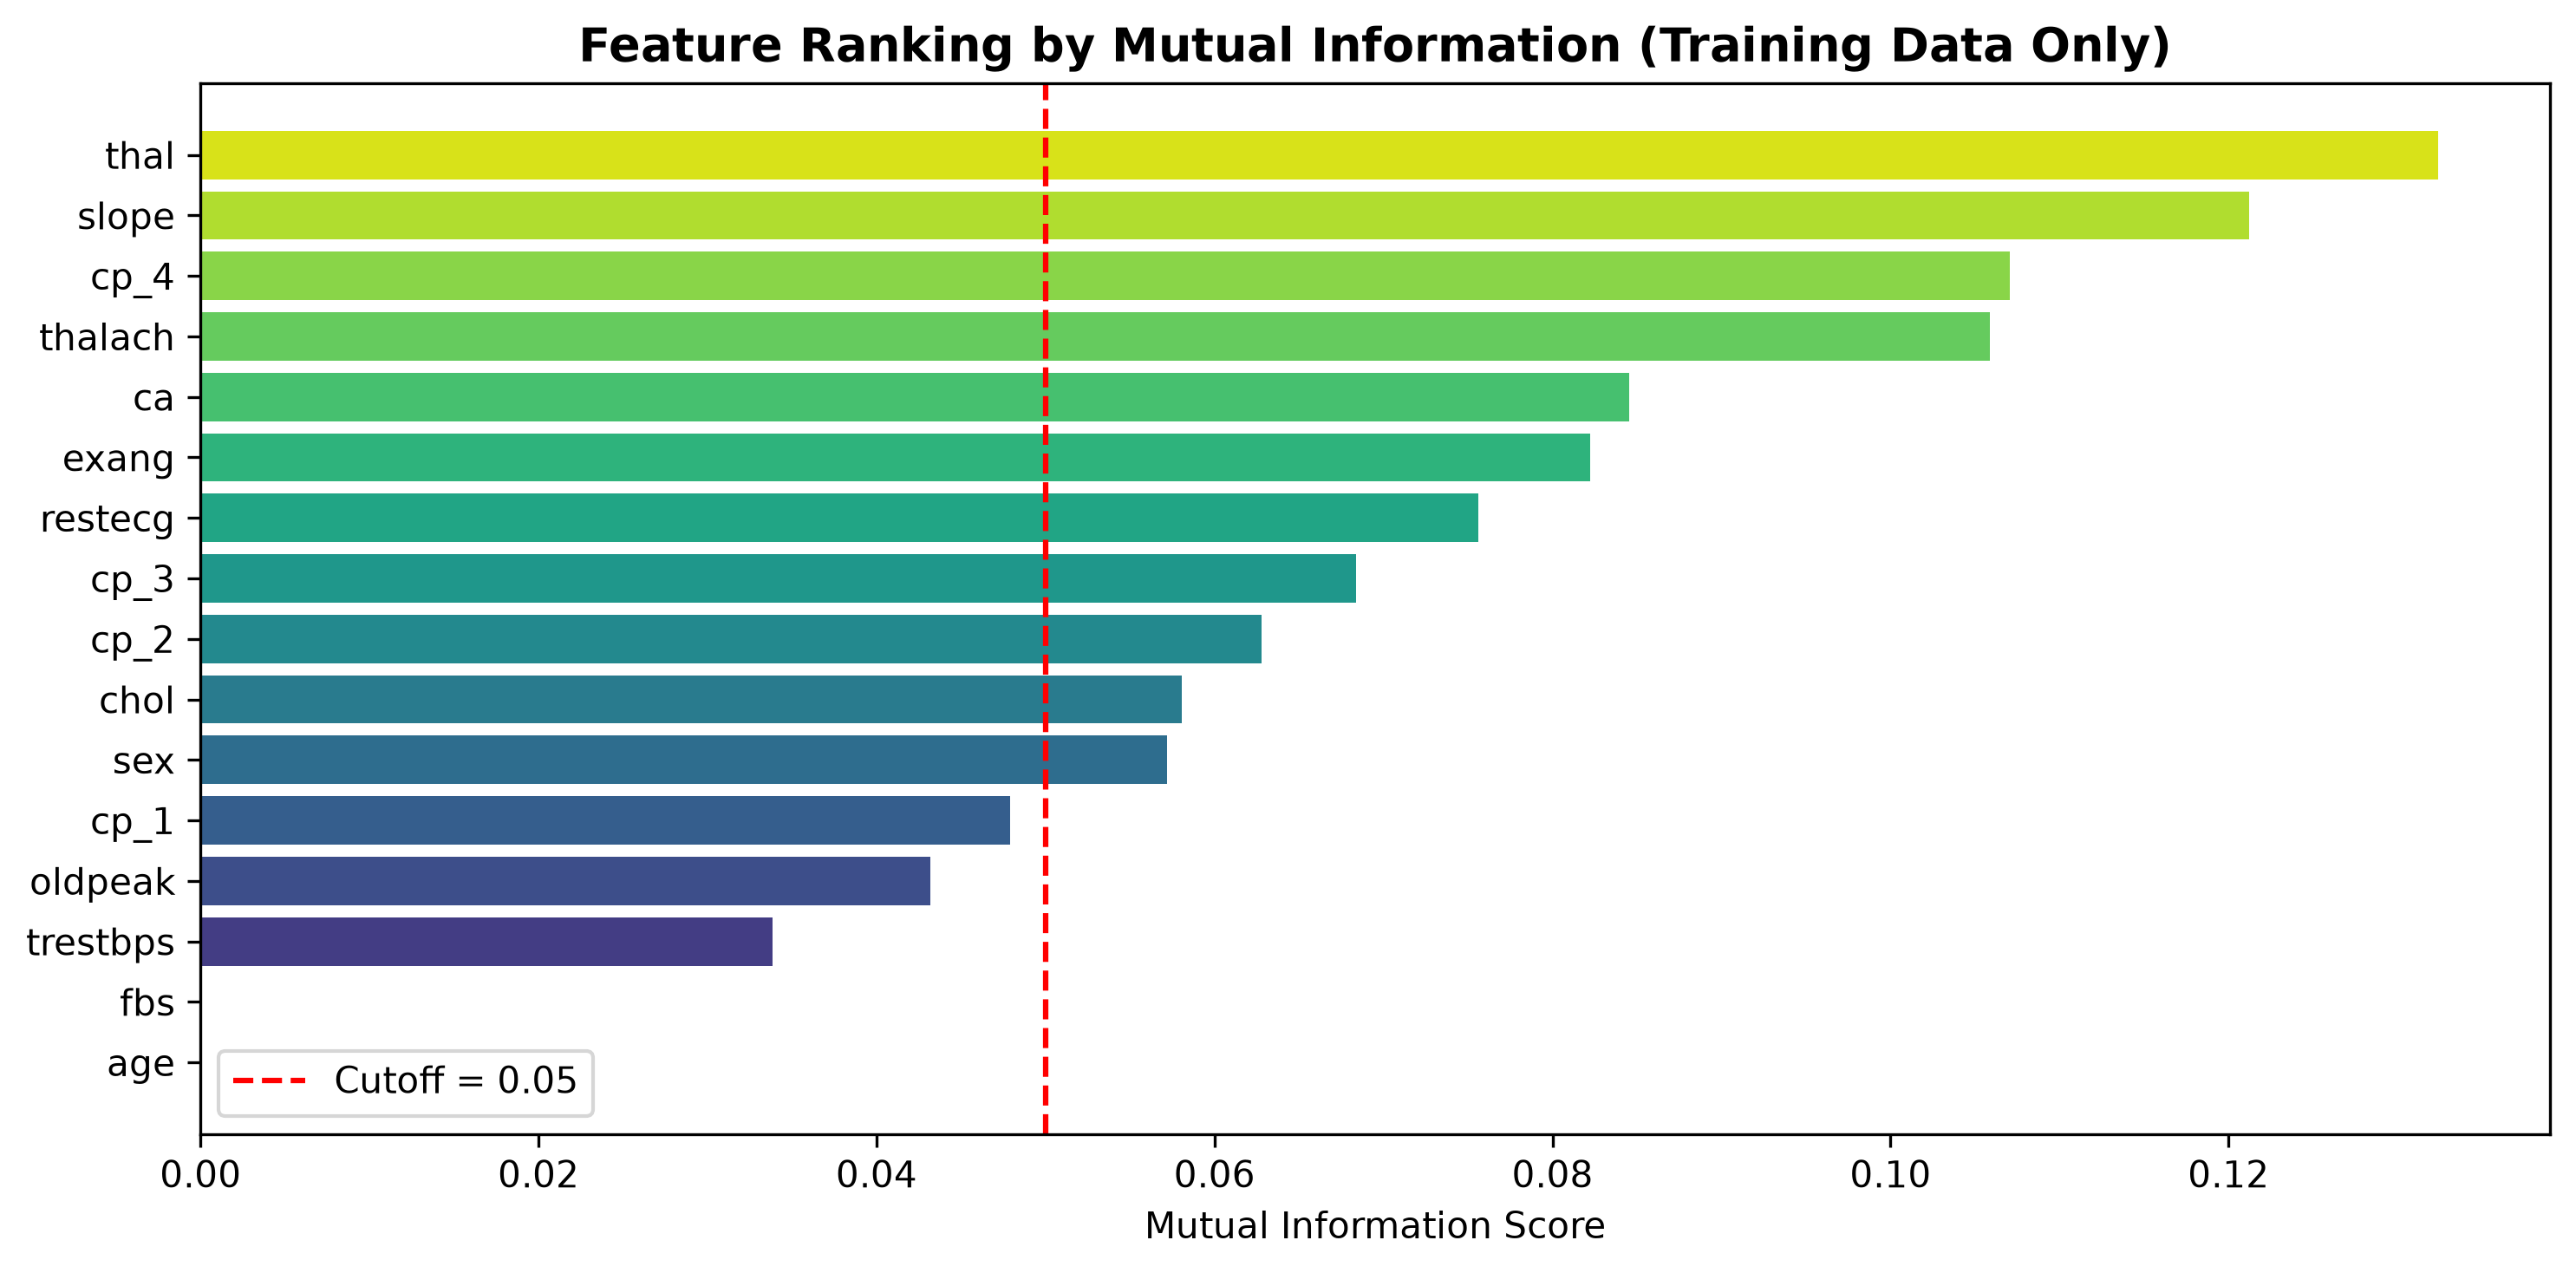 Feature Ranking by Mutual Information (Training Data Only)
thal
slope
cp_4
thalach
ca
exang
restecg
cp_3
cp_2
chol
sex
cp_1
oldpeak
trestbps
fbs
age
Cutoff = 0.05
0.00 0.02 0.04 0.06 0.08 0.10 0.12
Mutual Information Score